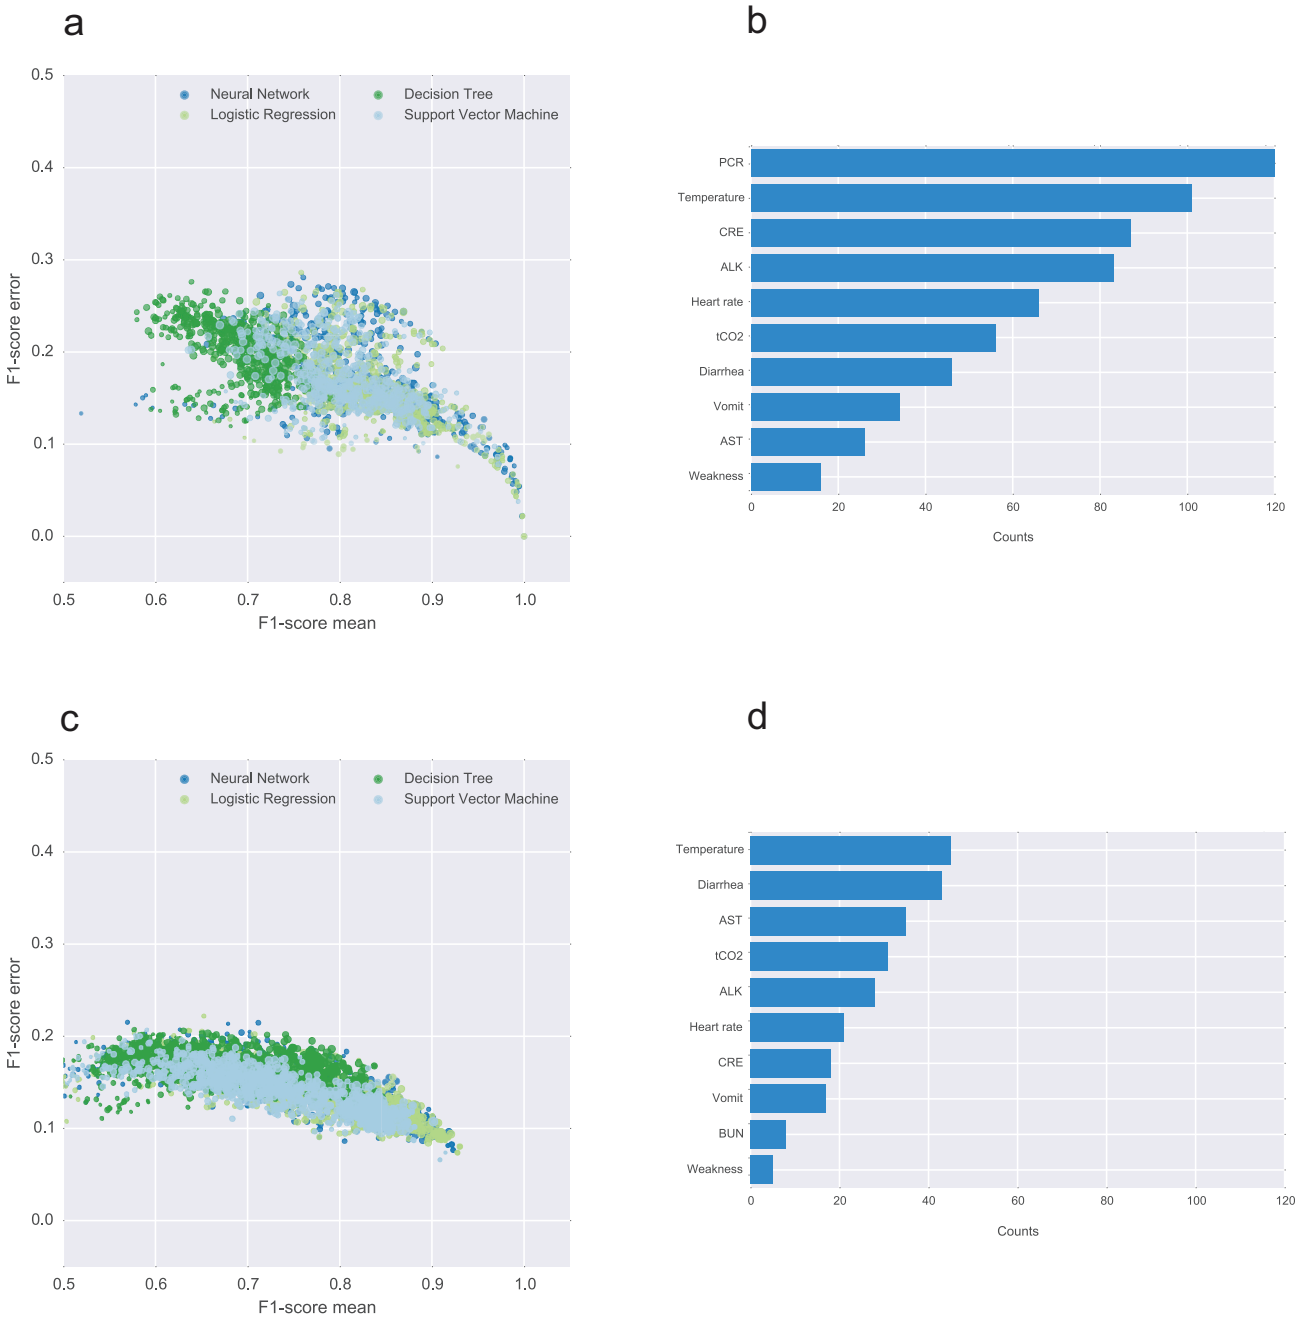 a
0.5
0.4
0.3
0.2
0.1
0.0
F1-score error
Neural Network
Decision Tree
Logistic Regression
Support Vector Machine
0.5 0.6 0.7 0.8 0.9 1.0
F1-score mean
b
PCR
Temperature
CRE
ALK
Heart rate
tCO2
Diarrhea
Vomit
AST
Weakness
0 20 40 60 80 100 120
Counts
c
0.5
0.4
0.3
0.2
0.1
0.0
F1-score error
Neural Network
Decision Tree
Logistic Regression
Support Vector Machine
0.5 0.6 0.7 0.8 0.9 1.0
F1-score mean
d
Temperature
Diarrhea
AST
tCO2
ALK
Heart rate
CRE
Vomit
BUN
Weakness
0 20 40 60 80 100 120
Counts